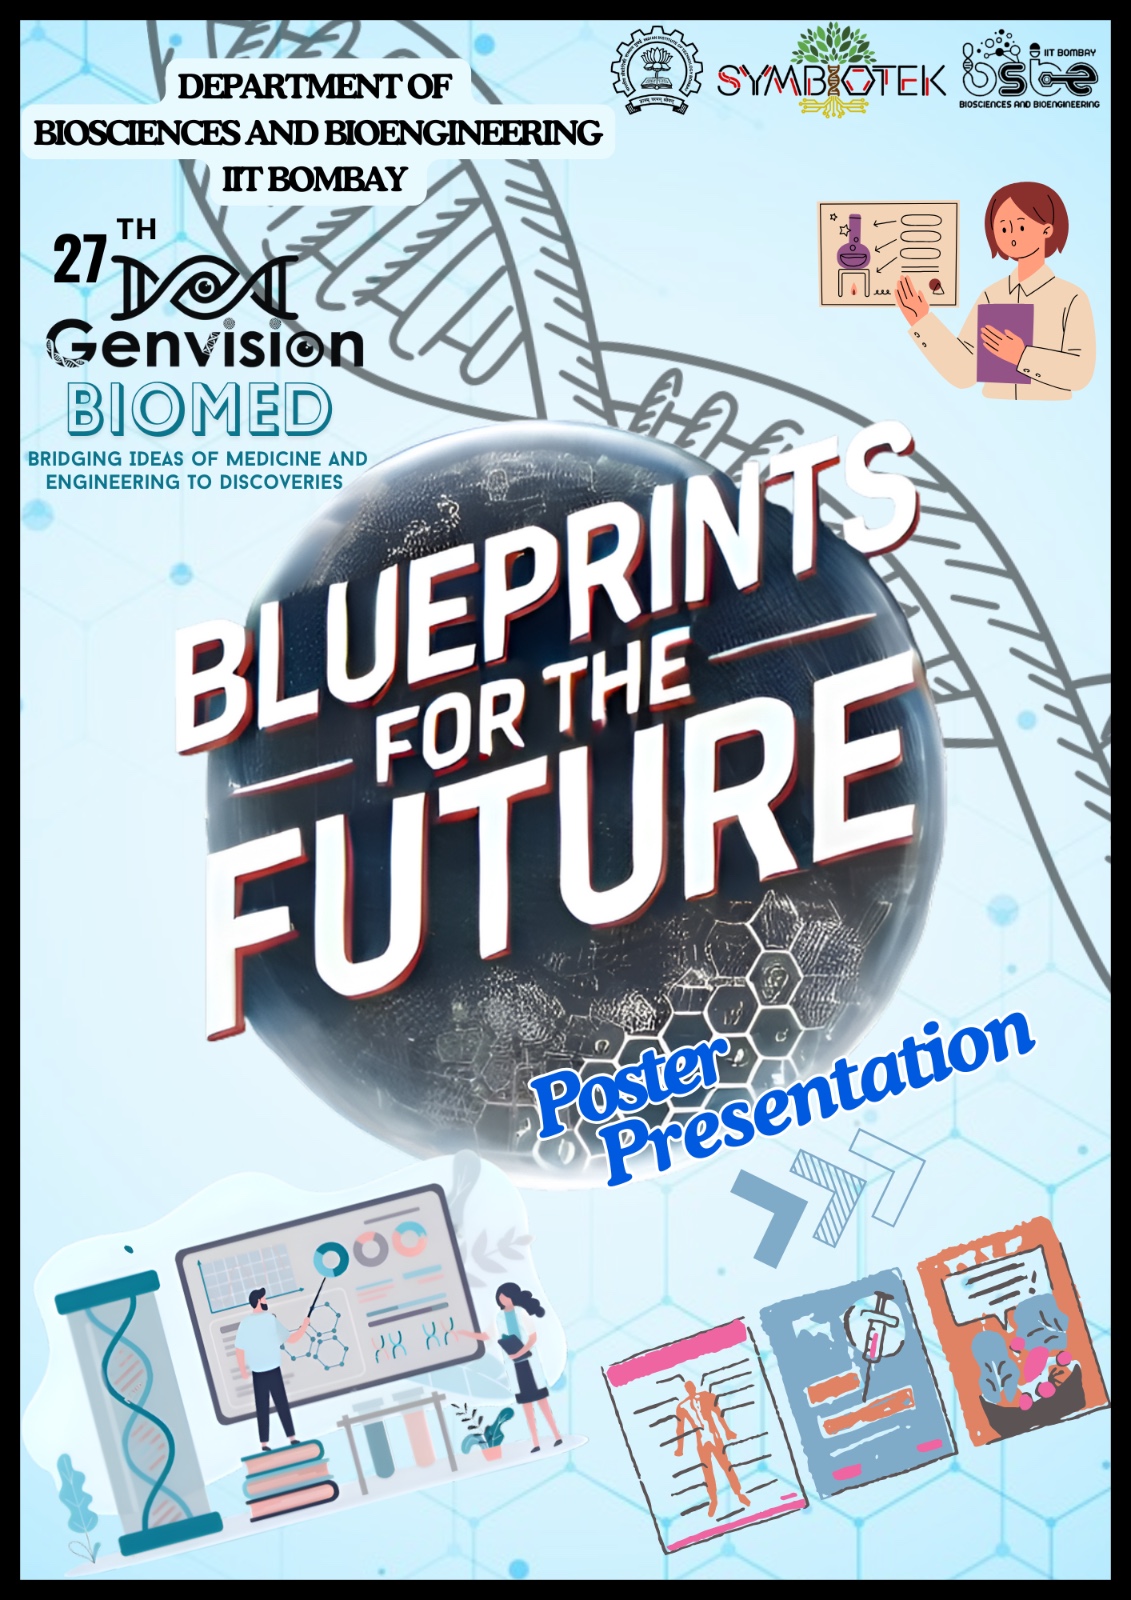 DEPARTMENT OF
BIOSCIENCES AND BIOENGINEERING
IIT BOMBAY
SYMBIOTEK
IIT BOMBAY
bsbe
BIOSCIENCES AND BIOENGINEERING
27TH
Genvision
BIOMED
BRIDGING IDEAS OF MEDICINE AND
ENGINEERING TO DISCOVERIES
BLUEPRINTS
FOR THE
FUTURE
Poster
Presentation